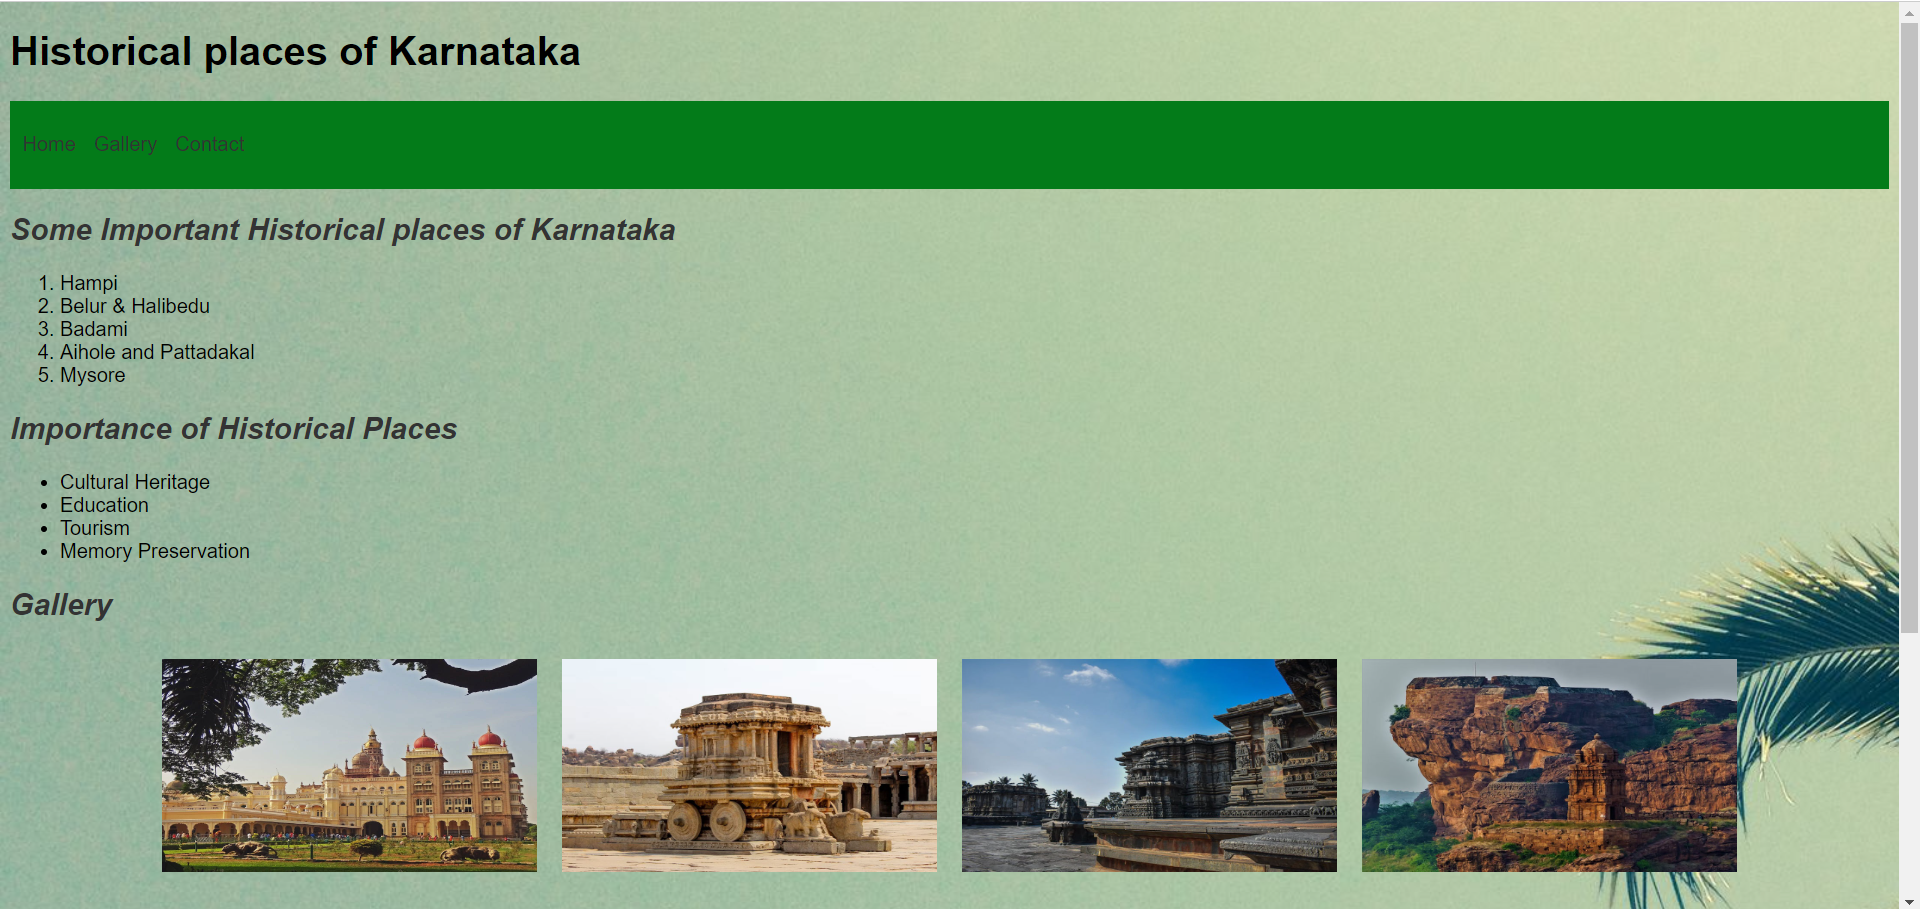 Historical places of Karnataka
Home Gallery Contact
Some Important Historical places of Karnataka
1. Hampi
2. Belur & Halibedu
3. Badami
4. Aihole and Pattadakal
5. Mysore
Importance of Historical Places
• Cultural Heritage
• Education
• Tourism
• Memory Preservation
Gallery